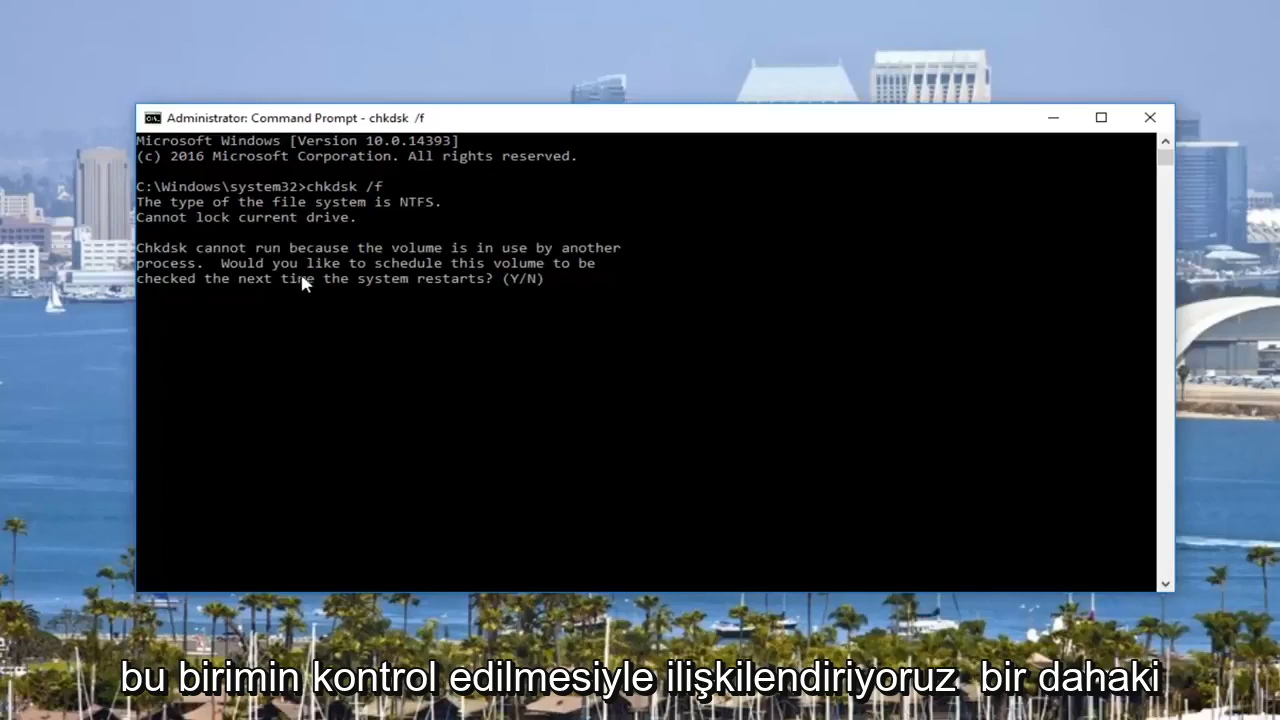 Administrator: Command Prompt - chkdsk /f
Microsoft Windows [Version 10.0.14393]
(c) 2016 Microsoft Corporation. All rights reserved.
C:\Windows\system32>chkdsk /f
The type of the file system is NTFS.
Cannot lock current drive.
Chkdsk cannot run because the volume is in use by another
process.  Would you like to schedule this volume to be
checked the next time the system restarts? (Y/N)
bu birimin kontrol edilmesiyle ilişkilendiriyoruz  bir dahaki